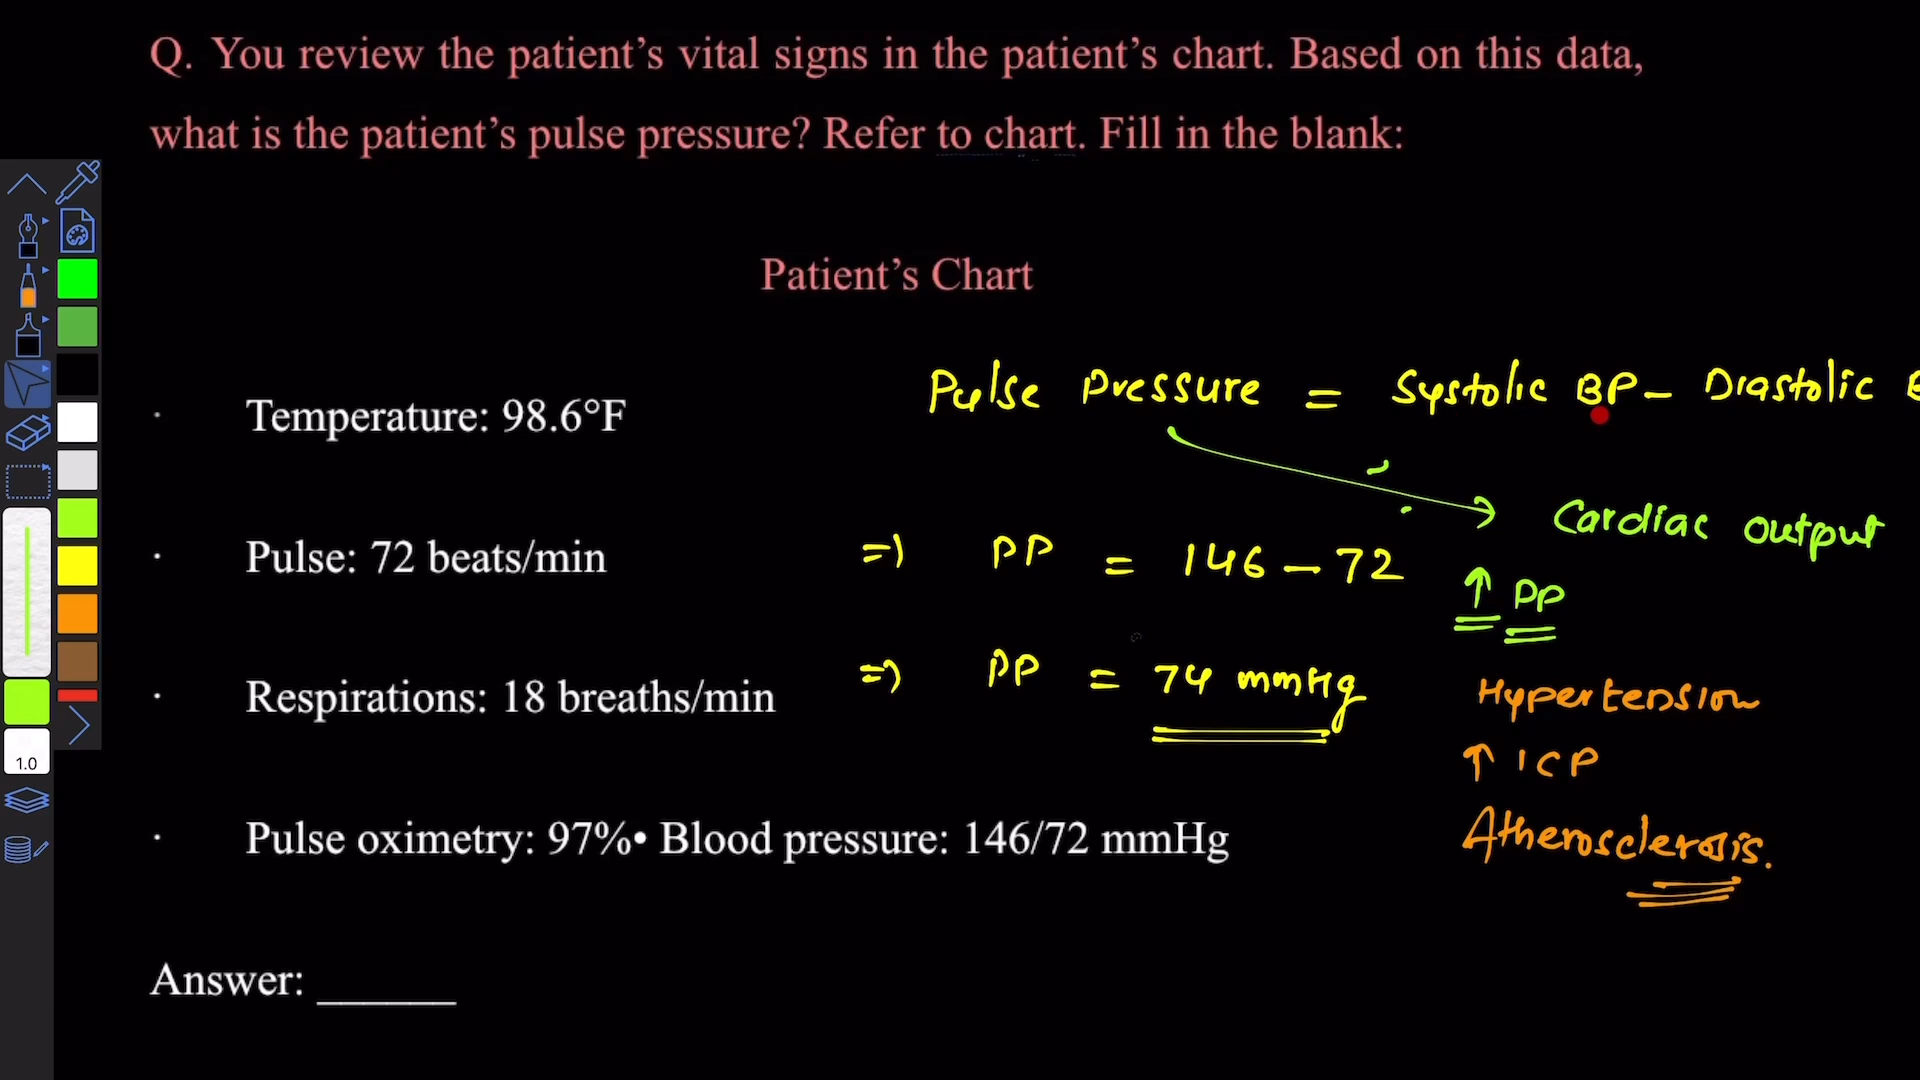 Q. You review the patient’s vital signs in the patient’s chart. Based on this data,
what is the patient’s pulse pressure? Refer to chart. Fill in the blank:
Patient’s Chart
Pulse Pressure = Systolic BP – Diastolic B
· Temperature: 98.6°F
Cardiac output
· Pulse: 72 beats/min
=) PP = 146 – 72
↑ PP
=) PP = 74 mmHg
· Respirations: 18 breaths/min
Hypertension
↑ ICP
· Pulse oximetry: 97%• Blood pressure: 146/72 mmHg
Atherosclerosis.
Answer: ______
1.0